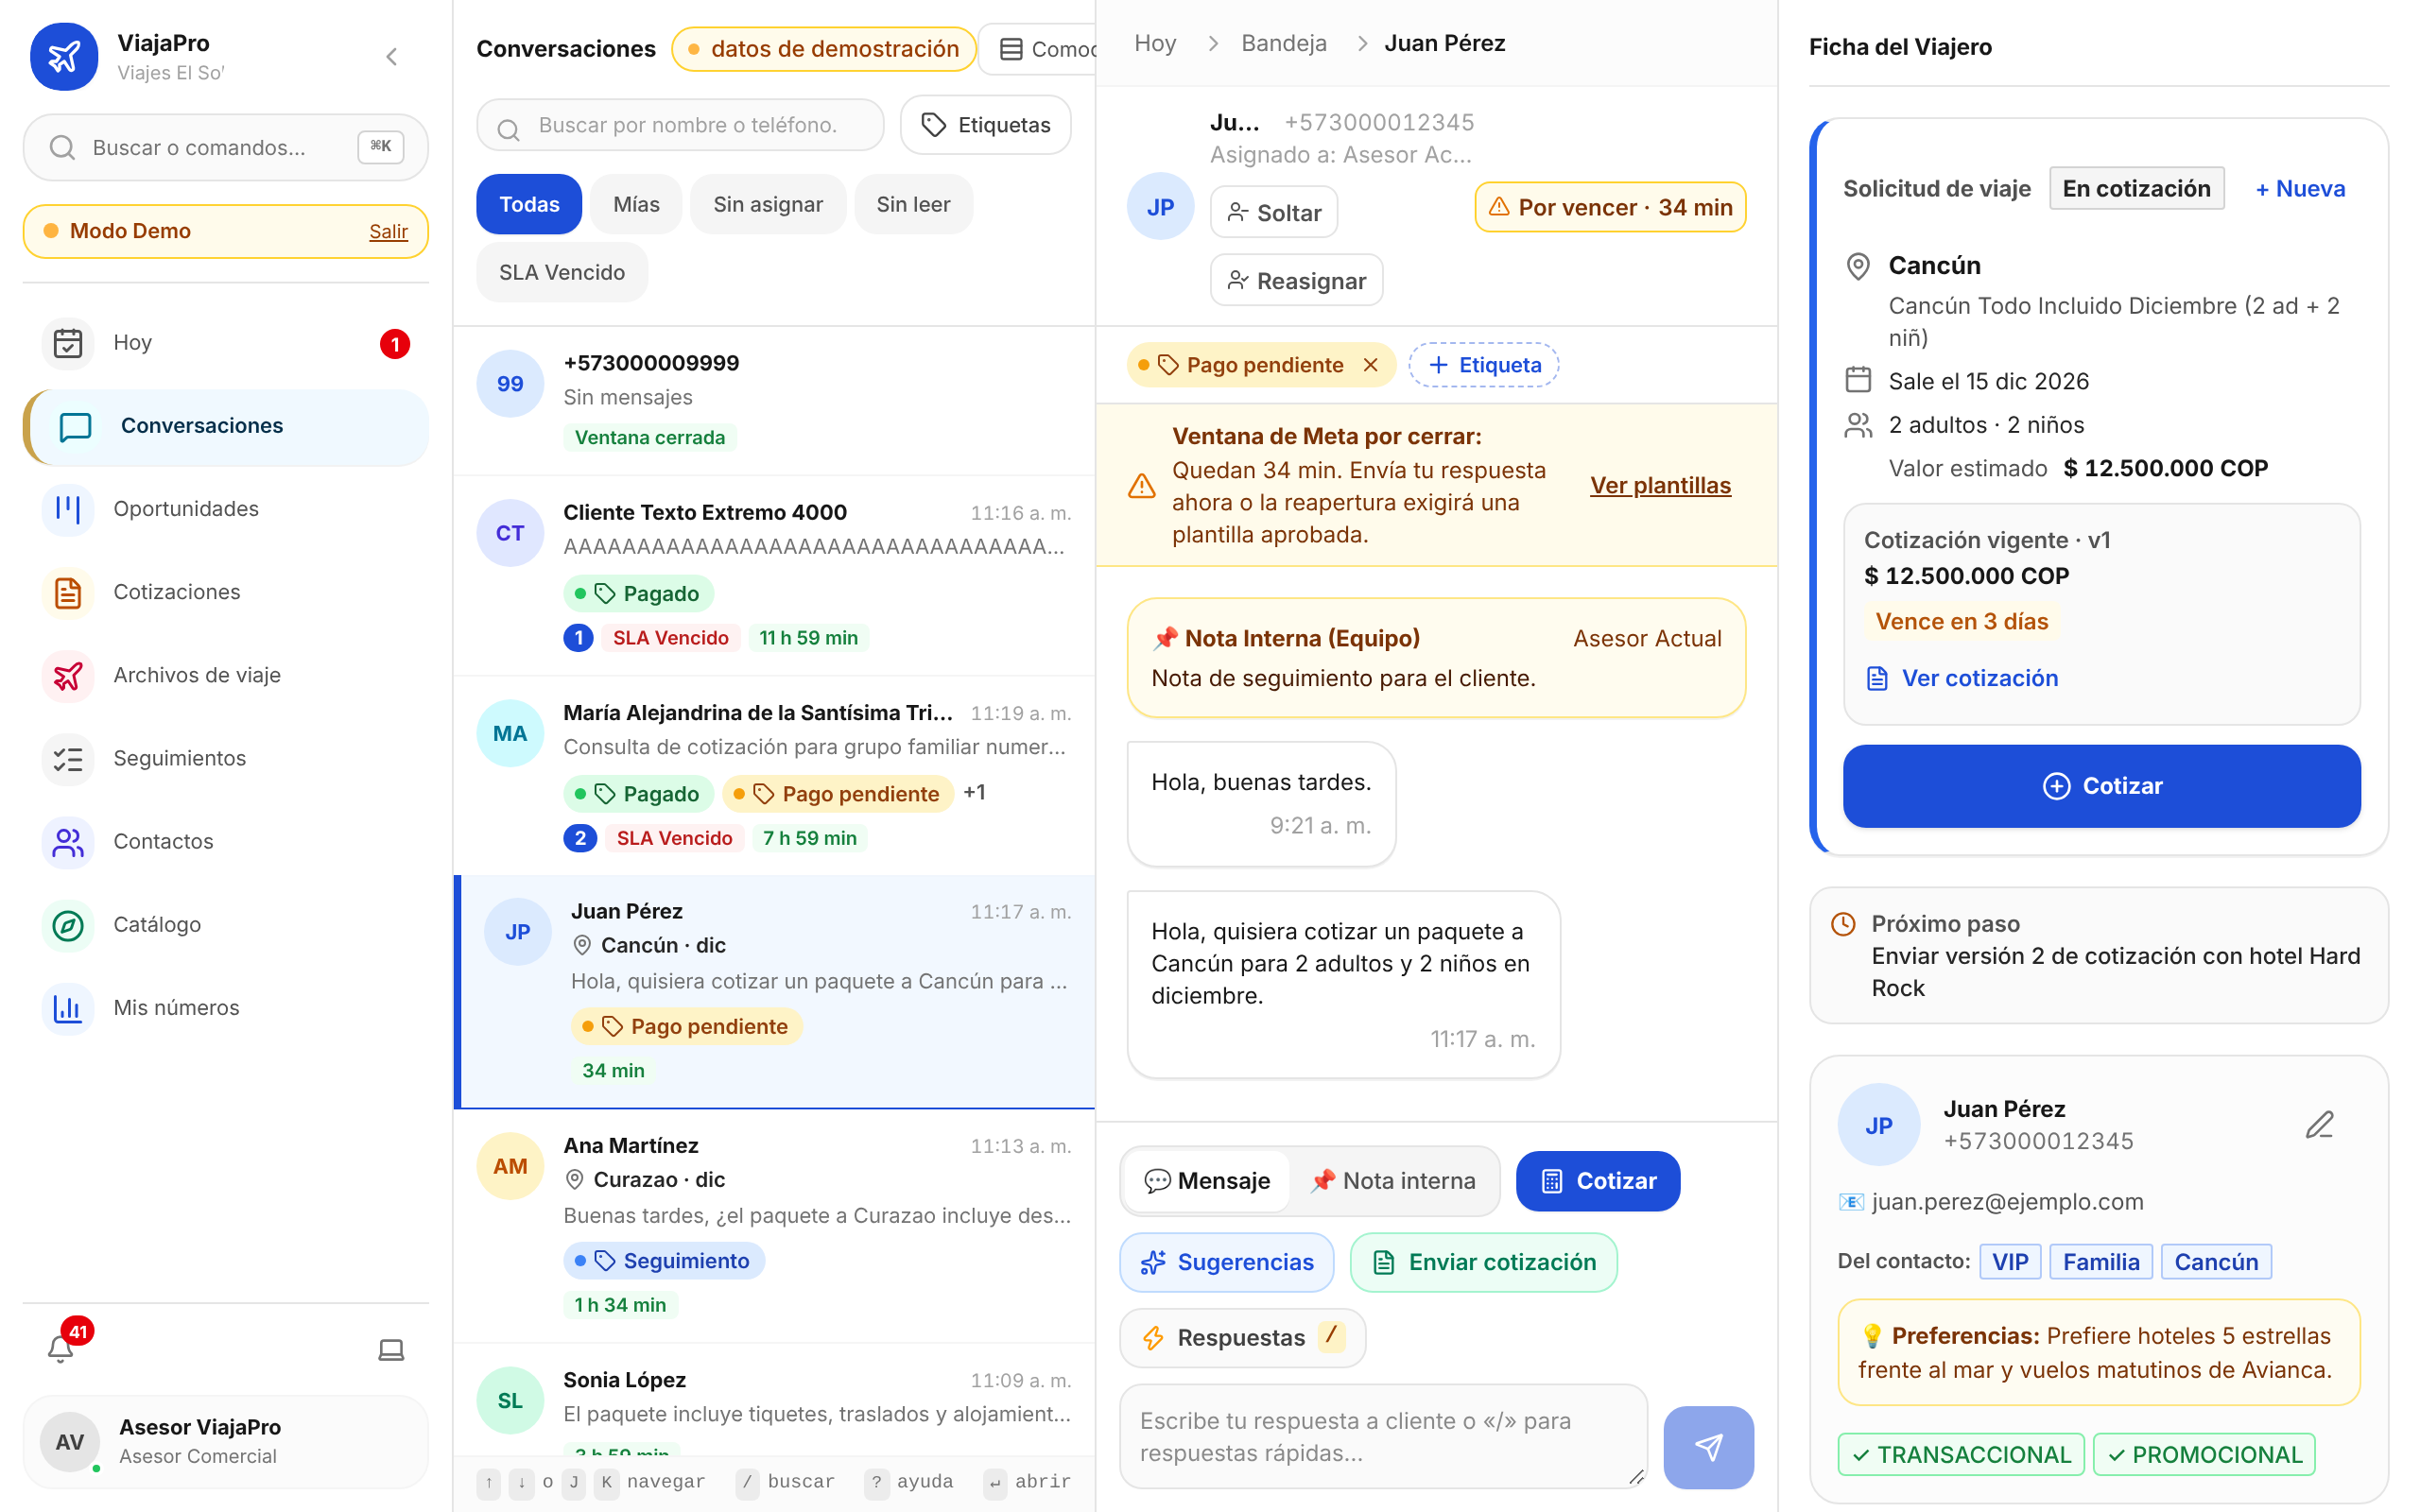 ViajaPro
Viajes El So
Buscar o comandos...
⌘K
Modo Demo
Salir
Hoy
1
Conversaciones
Oportunidades
Cotizaciones
Archivos de viaje
Seguimientos
Contactos
Catálogo
Mis números
41
AV
Asesor ViajaPro
Asesor Comercial
Conversaciones
datos de demostración
Buscar por nombre o teléfono.
Etiquetas
Todas
Mías
Sin asignar
Sin leer
SLA Vencido
99
+573000009999
Sin mensajes
Ventana cerrada
CT
Cliente Texto Extremo 4000
11:16 a. m.
AAAAAAAAAAAAAAAAAAAAAAAAAAAAAAAAA...
Pagado
1
SLA Vencido
11 h 59 min
MA
María Alejandrina de la Santísima Tri...
11:19 a. m.
Consulta de cotización para grupo familiar numer...
Pagado
Pago pendiente
+1
2
SLA Vencido
7 h 59 min
JP
Juan Pérez
11:17 a. m.
Cancún · dic
Hola, quisiera cotizar un paquete a Cancún para ...
Pago pendiente
34 min
AM
Ana Martínez
11:13 a. m.
Curazao · dic
Buenas tardes, ¿el paquete a Curazao incluye des...
Seguimiento
1 h 34 min
SL
Sonia López
11:09 a. m.
El paquete incluye tiquetes, traslados y alojamient...
↑ ↓ o J K navegar / buscar ? ayuda ↵ abrir
Hoy > Bandeja > Juan Pérez
JP
Ju...
+573000012345
Asignado a: Asesor Ac...
Soltar
Reasignar
Por vencer · 34 min
Pago pendiente ×
+ Etiqueta
Ventana de Meta por cerrar:
Quedan 34 min. Envía tu respuesta
ahora o la reapertura exigirá una
plantilla aprobada.
Ver plantillas
📌 Nota Interna (Equipo)
Asesor Actual
Nota de seguimiento para el cliente.
Hola, buenas tardes.
9:21 a. m.
Hola, quisiera cotizar un paquete a
Cancún para 2 adultos y 2 niños en
diciembre.
11:17 a. m.
💬 Mensaje
📌 Nota interna
Cotizar
Sugerencias
Enviar cotización
Respuestas /
Escribe tu respuesta a cliente o «/» para
respuestas rápidas...
Ficha del Viajero
Solicitud de viaje
En cotización
+ Nueva
Cancún
Cancún Todo Incluido Diciembre (2 ad + 2
niñ)
Sale el 15 dic 2026
2 adultos · 2 niños
Valor estimado $ 12.500.000 COP
Cotización vigente · v1
$ 12.500.000 COP
Vence en 3 días
Ver cotización
Cotizar
Próximo paso
Enviar versión 2 de cotización con hotel Hard
Rock
JP
Juan Pérez
+573000012345
📧 juan.perez@ejemplo.com
Del contacto: VIP Familia Cancún
💡 Preferencias: Prefiere hoteles 5 estrellas
frente al mar y vuelos matutinos de Avianca.
✓ TRANSACCIONAL
✓ PROMOCIONAL